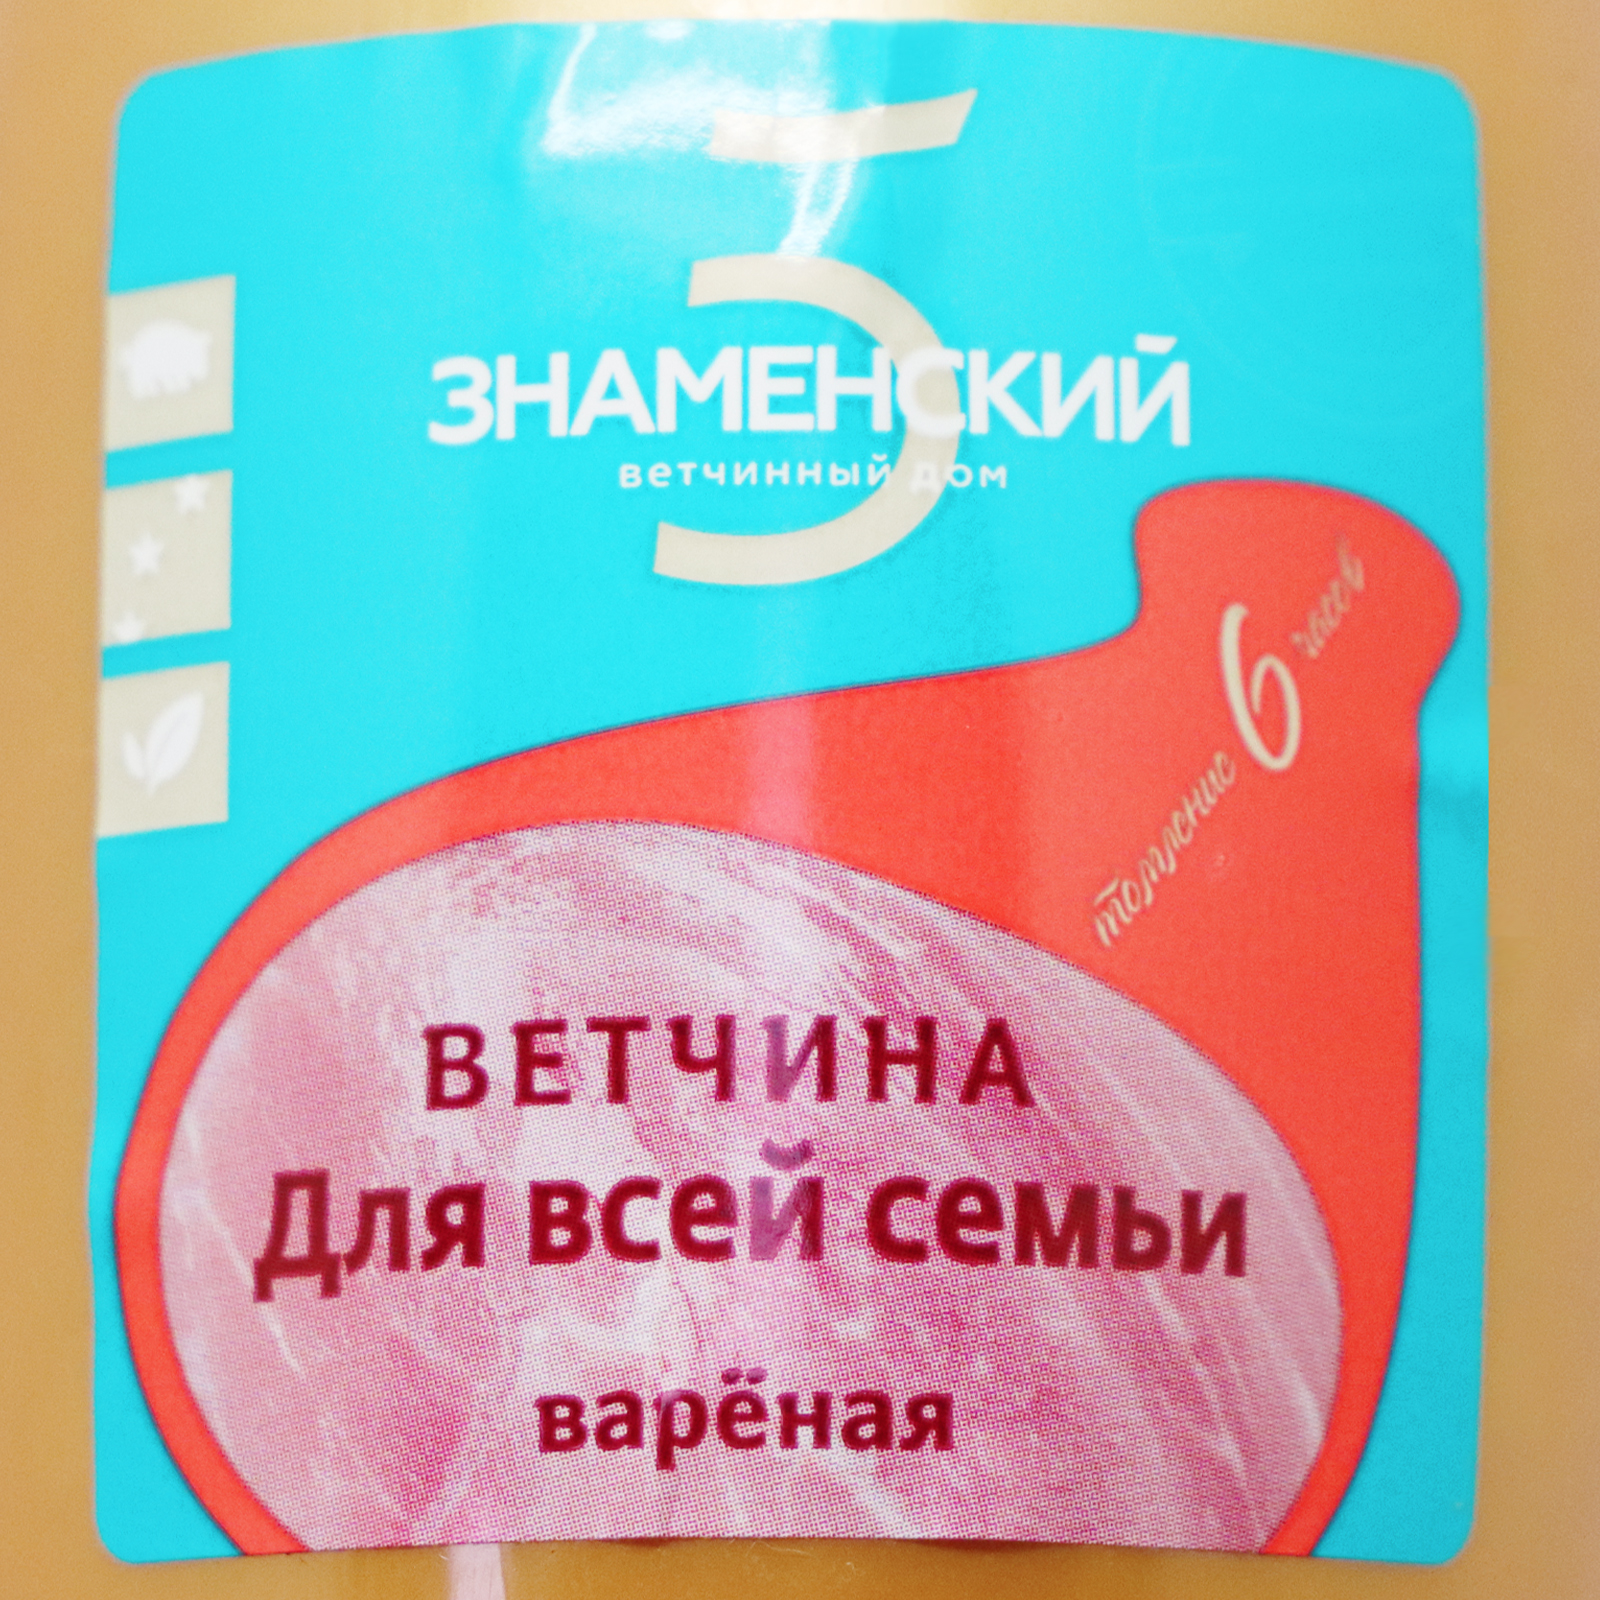 ЗНАМЕНСКИЙ
ветчинный дом
томление 6 часов
ВЕТЧИНА
Для всей семьи
варёная